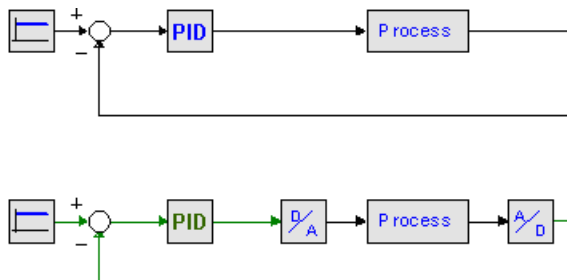 +
−
PID
Process
+
−
PID
D/A
Process
A/D